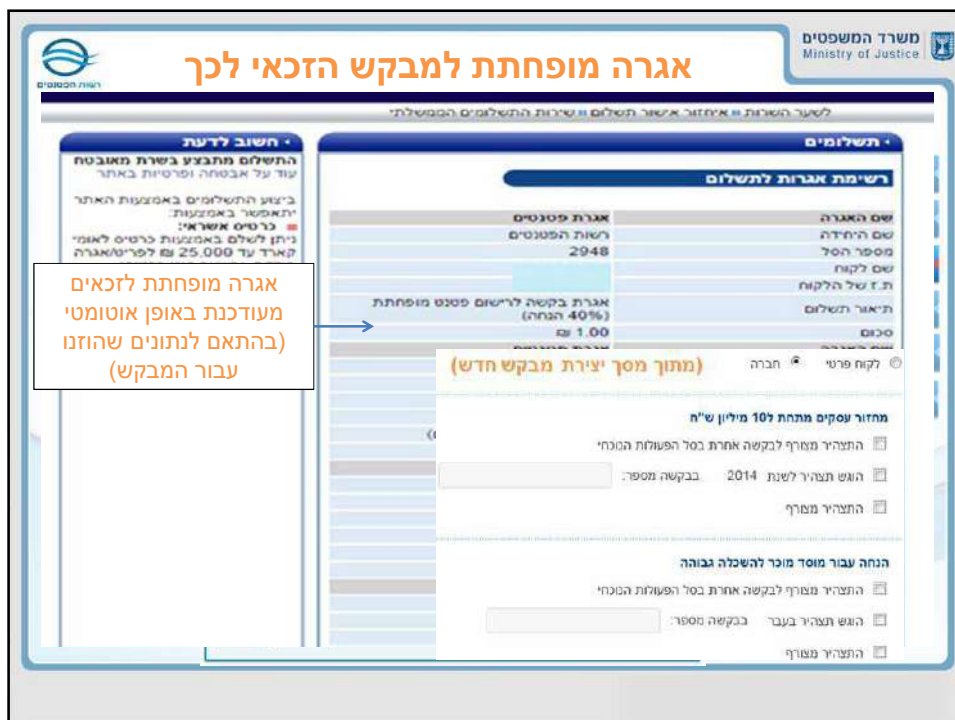 משרד המשפטים
Ministry of Justice
רשות הפטנטים
אגרה מופחתת למבקש הזכאי לכך
לשער השרות « איחזור אישור תשלום « שירות התשלומים הממשלתי
תשלומים
רשימת אגרות לתשלום
שם האגרה אגרת פטנטים
שם היחידה רשות הפטנטים
מספר הסל 2948
שם לקוח
ת.ז של הלקוח
תיאור תשלום אגרת בקשה לרישום פטנט מופחתת
(40% הנחה)
סכום 1.00 ₪
חשוב לדעת
התשלום מתבצע בשרת מאובטח
עוד על אבטחה ופרטיות באתר
ביצוע התשלומים באמצעות האתר
יתאפשר באמצעות:
כרטיס אשראי:
ניתן לשלם באמצעות כרטיס לאומי
קארד עד 25,000 ₪ לפריט/אגרה
אגרה מופחתת לזכאים
מעודכנת באופן אוטומטי
(בהתאם לנתונים שהוזנו
עבור המבקש)
לקוח פרטי חברה (מתוך מסך יצירת מבקש חדש)
מחזור עסקים מתחת ל10 מיליון ש"ח
התצהיר מצורף לבקשה אחרת בסל הפעולות הנוכחי
הוגש תצהיר לשנת 2014 בבקשה מספר:
התצהיר מצורף
הנחה עבור מוסד מוכר להשכלה גבוהה
התצהיר מצורף לבקשה אחרת בסל הפעולות הנוכחי
הוגש תצהיר בעבר בבקשה מספר:
התצהיר מצורף